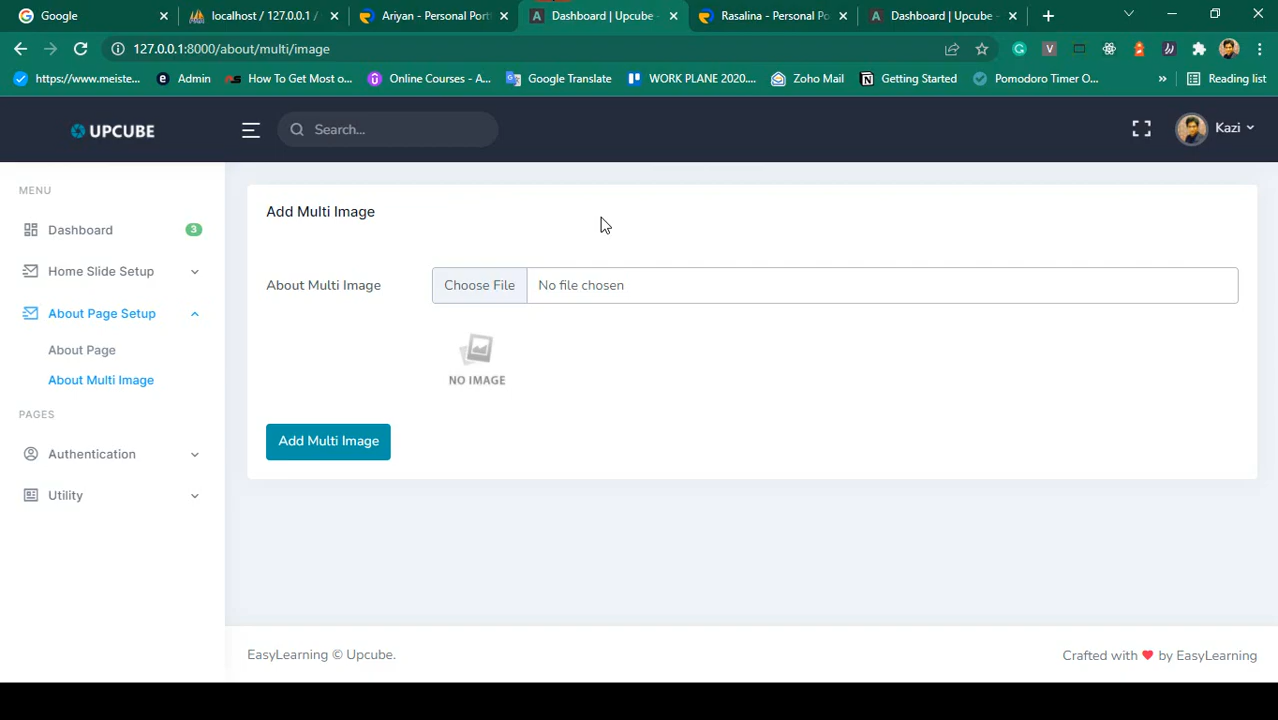 Google
localhost / 127.0.0.1 /
Ariyan - Personal Port
Dashboard | Upcube -
Rasalina - Personal Po
Dashboard | Upcube -
127.0.0.1:8000/about/multi/image
https://www.meiste...
Admin
How To Get Most o...
Online Courses - A...
Google Translate
WORK PLANE 2020....
Zoho Mail
Getting Started
Pomodoro Timer O...
»
Reading list
UPCUBE
Search...
Kazi
MENU
Dashboard
3
Home Slide Setup
About Page Setup
About Page
About Multi Image
PAGES
Authentication
Utility
Add Multi Image
About Multi Image
Choose File
No file chosen
NO IMAGE
Add Multi Image
EasyLearning © Upcube.
Crafted with ❤ by EasyLearning